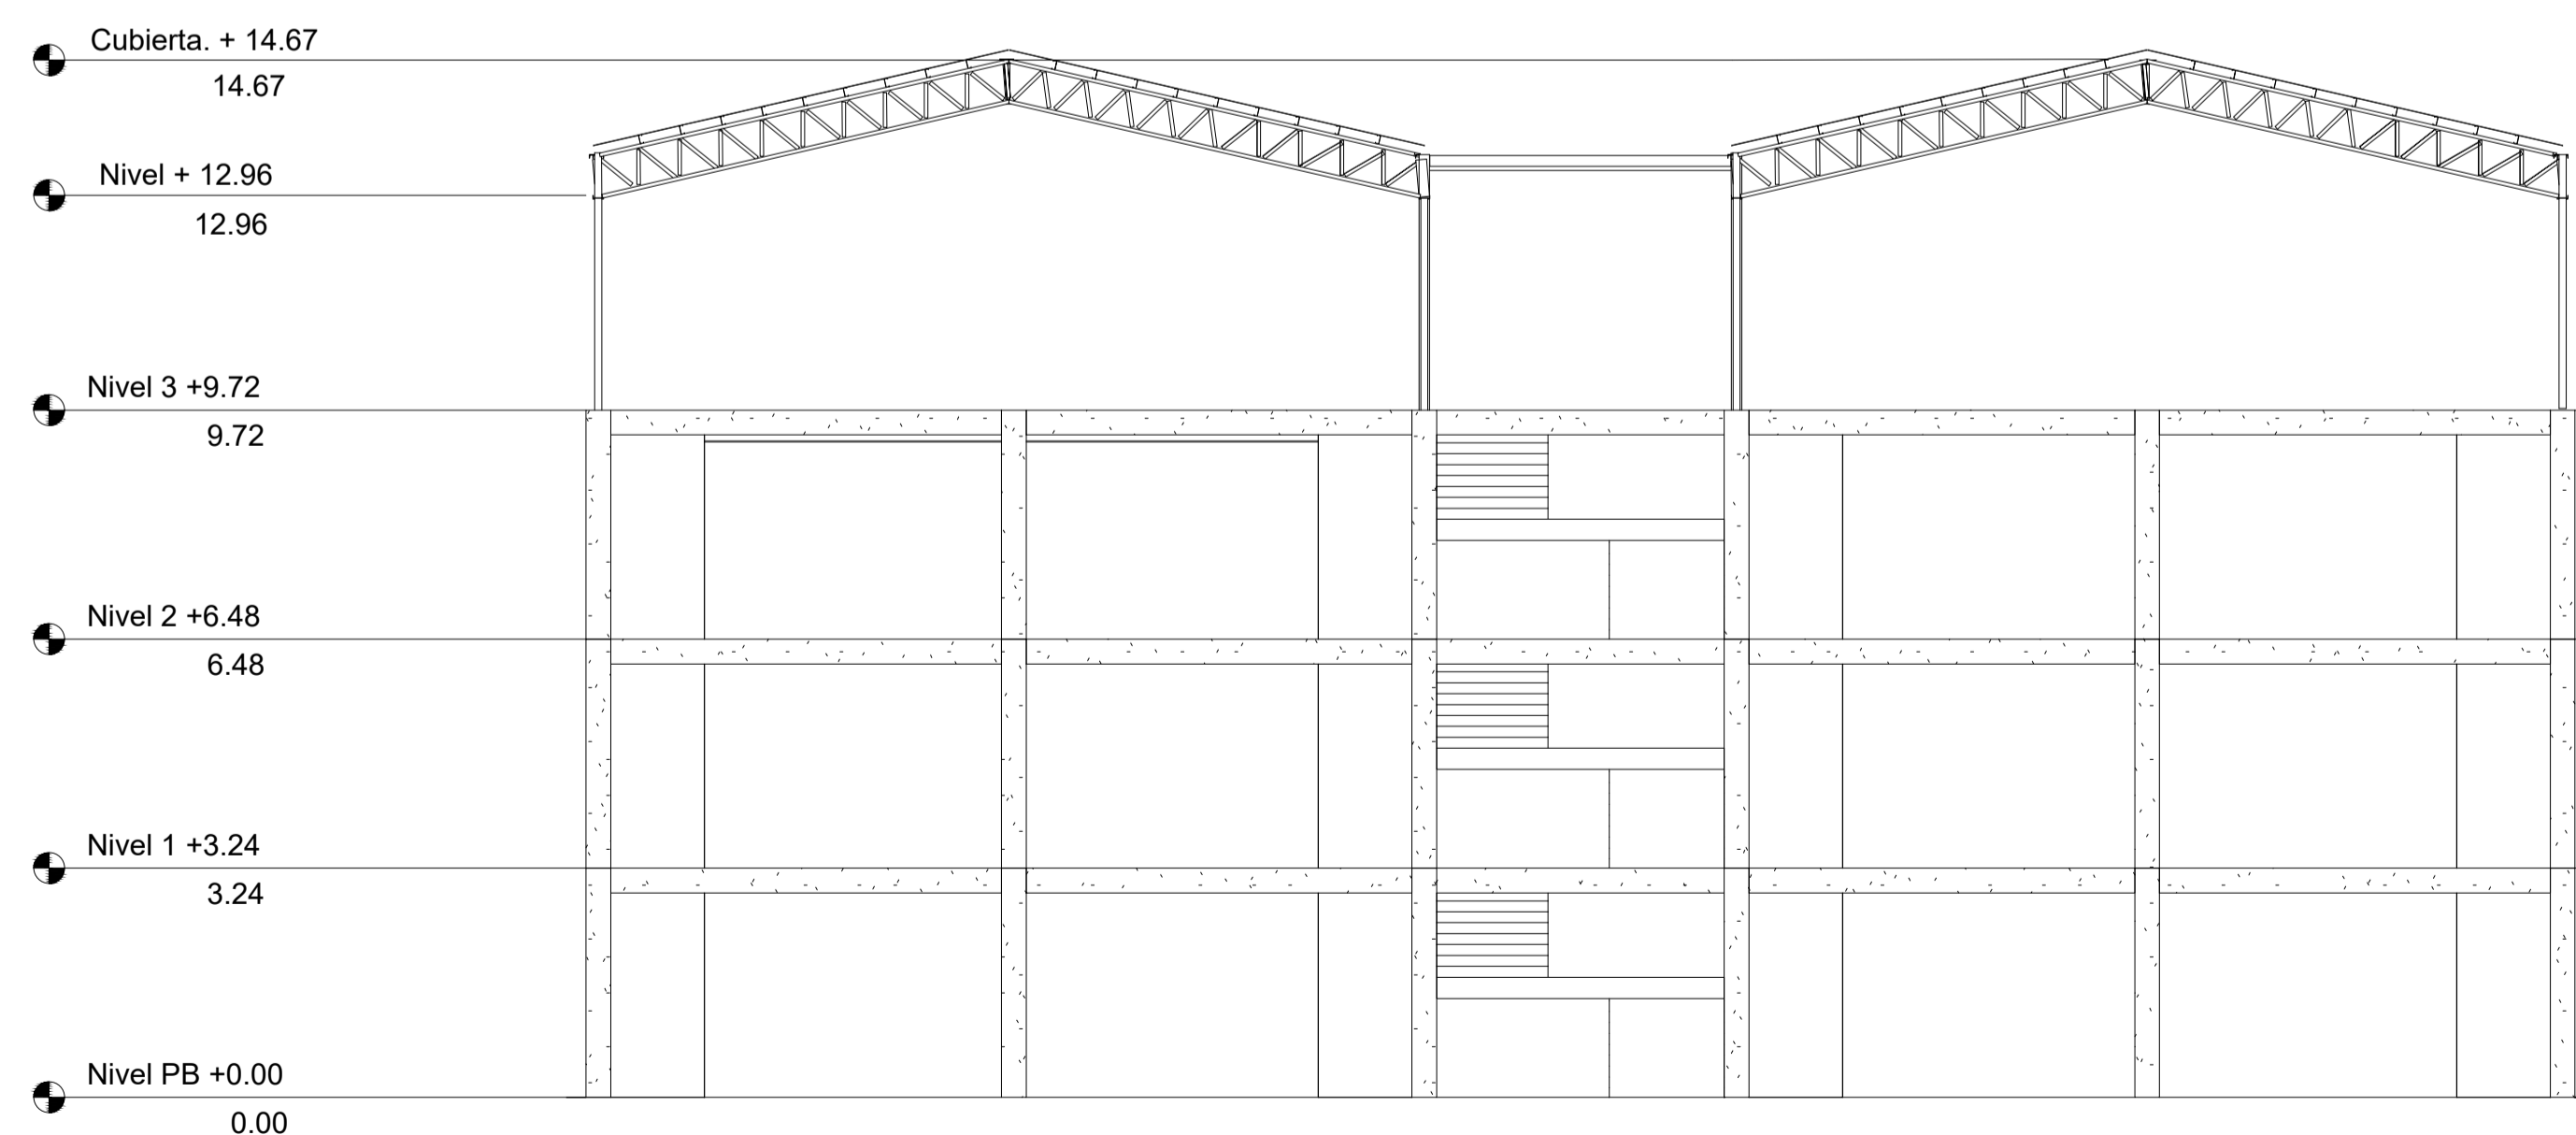 Cubierta. + 14.67
14.67
Nivel + 12.96
12.96
Nivel 3 +9.72
9.72
Nivel 2 +6.48
6.48
Nivel 1 +3.24
3.24
Nivel PB +0.00
0.00